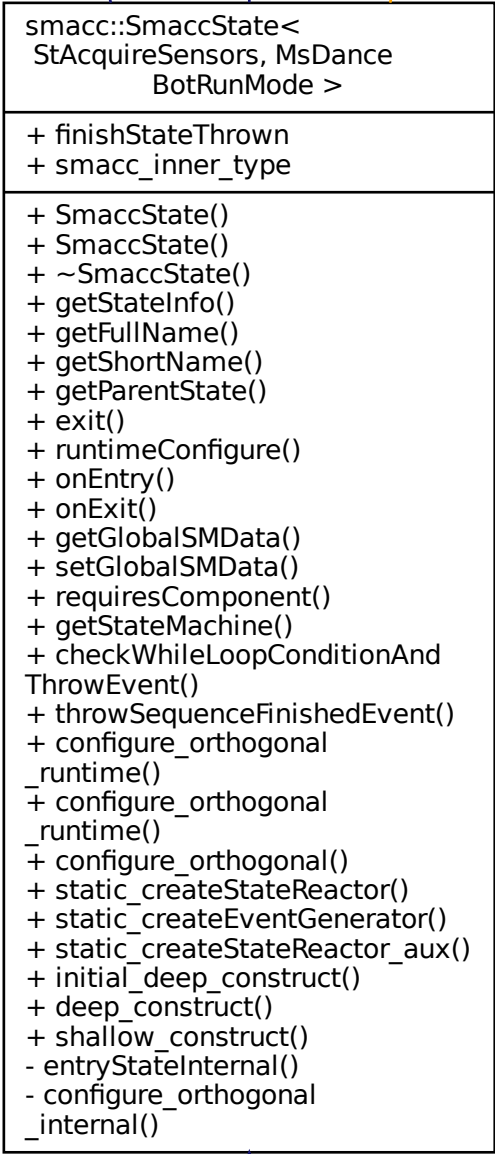 smacc::SmaccState<
StAcquireSensors, MsDance
BotRunMode >
+ finishStateThrown
+ smacc_inner_type
+ SmaccState()
+ SmaccState()
+ ~SmaccState()
+ getStateInfo()
+ getFullName()
+ getShortName()
+ getParentState()
+ exit()
+ runtimeConfigure()
+ onEntry()
+ onExit()
+ getGlobalSMData()
+ setGlobalSMData()
+ requiresComponent()
+ getStateMachine()
+ checkWhileLoopConditionAnd
ThrowEvent()
+ throwSequenceFinishedEvent()
+ configure_orthogonal
_runtime()
+ configure_orthogonal
_runtime()
+ configure_orthogonal()
+ static_createStateReactor()
+ static_createEventGenerator()
+ static_createStateReactor_aux()
+ initial_deep_construct()
+ deep_construct()
+ shallow_construct()
- entryStateInternal()
- configure_orthogonal
_internal()